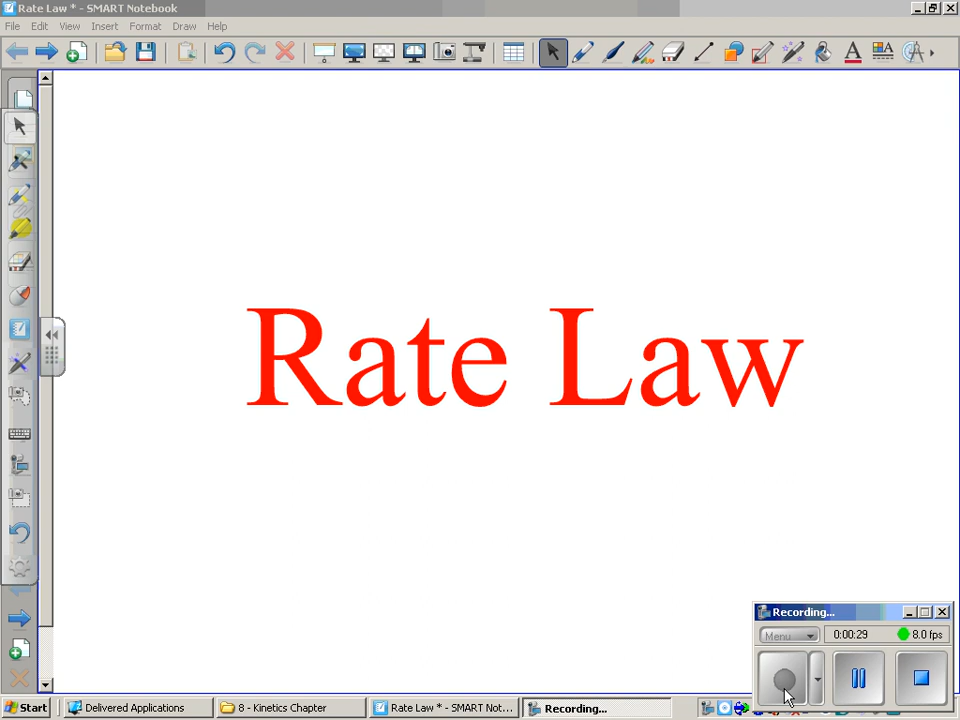 Rate Law * - SMART Notebook
File Edit View Insert Format Draw Help
Rate Law
Recording...
Menu 0:00:29 8.0 fps
Start Delivered Applications 8 - Kinetics Chapter Rate Law * - SMART Not... Recording...